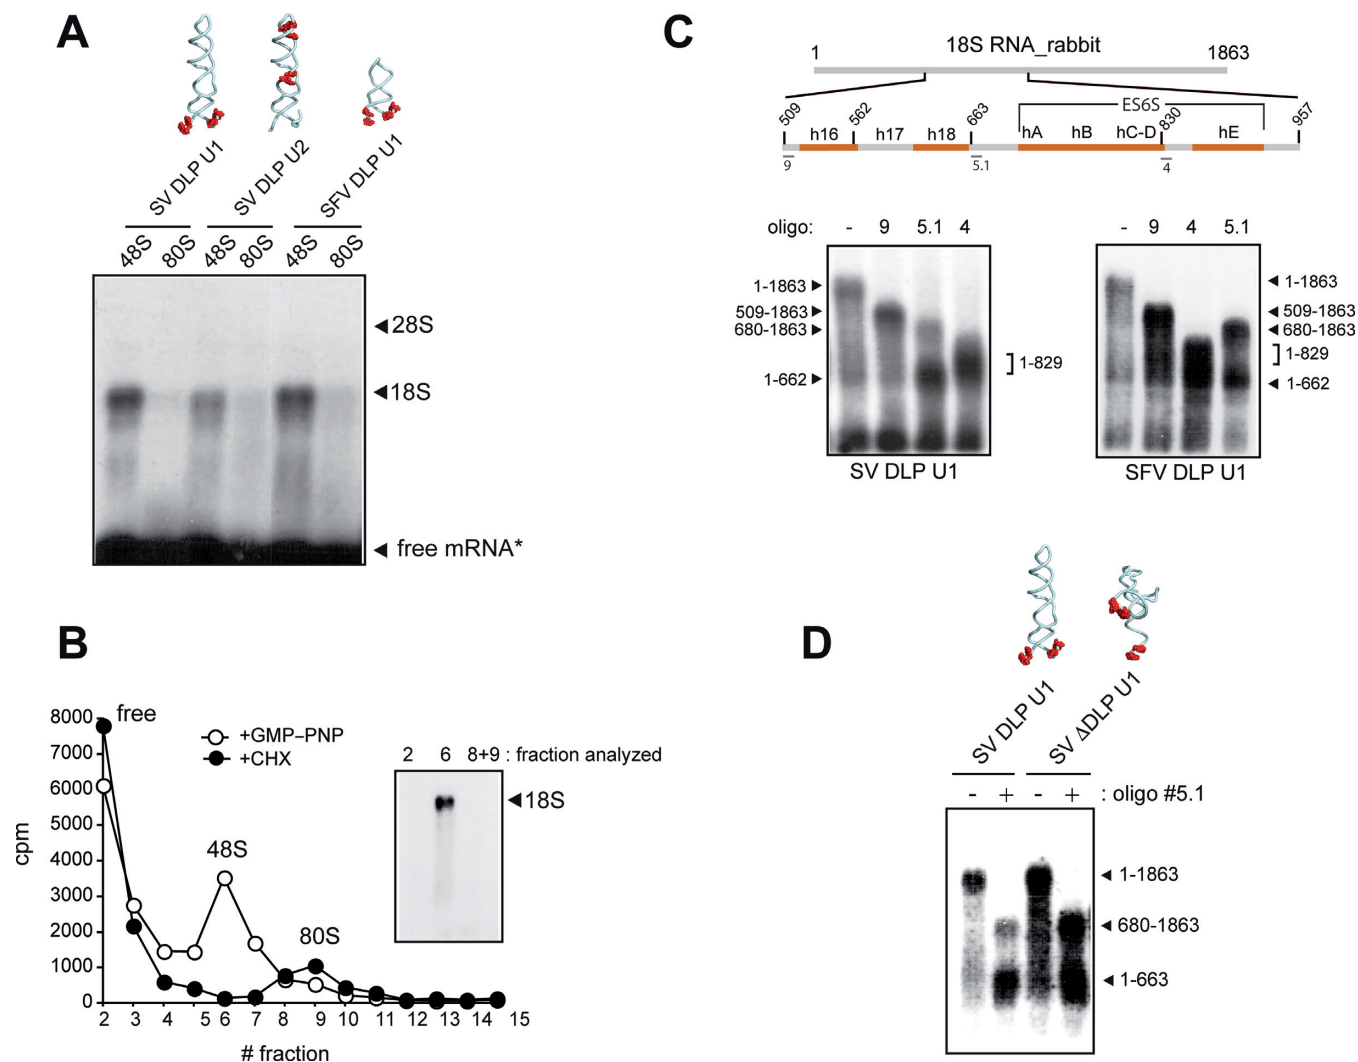 A
SV DLP U1
SV DLP U2
SFV DLP U1
48S 80S 48S 80S 48S 80S
28S
18S
free mRNA*
B
8000
7000
6000
5000
4000
3000
2000
1000
0
cpm
free
+GMP-PNP
+CHX
48S
80S
2 6 8+9 : fraction analyzed
18S
2 3 4 5 6 7 8 9 10 11 12 13 14 15
# fraction
C
1 18S RNA_rabbit 1863
ES6S
509 562 663 830 957
h16 h17 h18 hA hB hC-D hE
9 5.1 4
oligo: - 9 5.1 4
1-1863
509-1863
680-1863
1-662
1-829
SV DLP U1
- 9 4 5.1
1-1863
509-1863
680-1863
1-829
1-662
SFV DLP U1
D
SV DLP U1
SV ΔDLP U1
- + - + : oligo #5.1
1-1863
680-1863
1-663